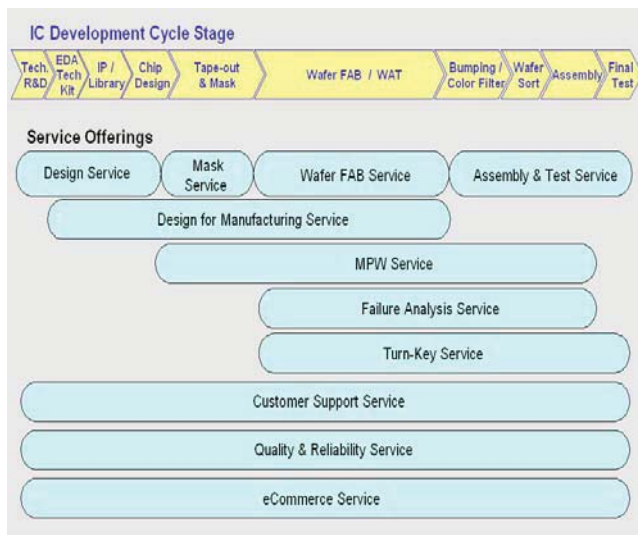 IC Development Cycle Stage
Tech. R&D
EDA Tech Kit
IP / Library
Chip Design
Tape-out & Mask
Wafer FAB / WAT
Bumping / Color Filter
Wafer Sort
Assembly
Final Test
Service Offerings
Design Service
Mask Service
Wafer FAB Service
Assembly & Test Service
Design for Manufacturing Service
MPW Service
Failure Analysis Service
Turn-Key Service
Customer Support Service
Quality & Reliability Service
eCommerce Service